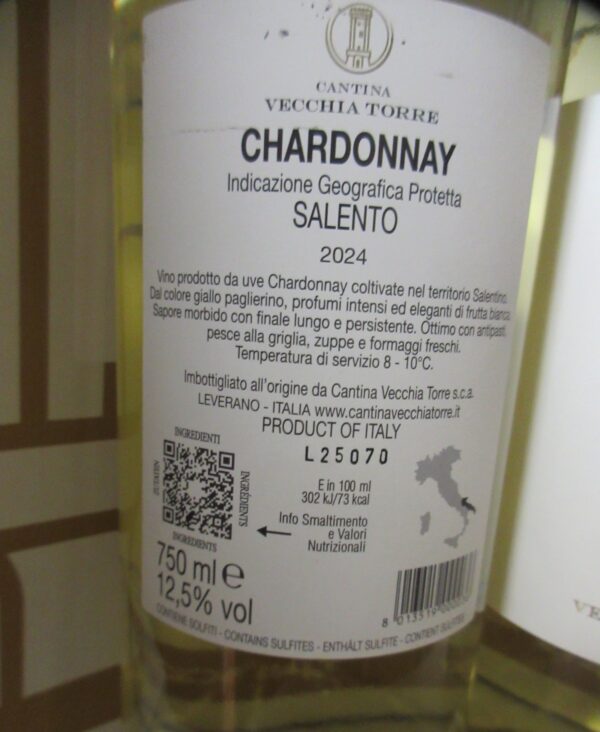 CANTINA
VECCHIA TORRE
CHARDONNAY
Indicazione Geografica Protetta
SALENTO
2024
Vino prodotto da uve Chardonnay coltivate nel territorio Salentino.
Dal colore giallo paglierino, profumi intensi ed eleganti di frutta bianca.
Sapore morbido con finale lungo e persistente. Ottimo con antipasti,
pesce alla griglia, zuppe e formaggi freschi.
Temperatura di servizio 8 - 10°C.
Imbottigliato all'origine da Cantina Vecchia Torre s.c.a.
LEVERANO - ITALIA www.cantinavecchiatorre.it
PRODUCT OF ITALY
L25070
INGREDIENTI
INGRÉDIENTS
INGREDIENTS
E in 100 ml
302 kJ/73 kcal
Info Smaltimento
e Valori
Nutrizionali
750 ml e
12,5% vol
CONTIENE SOLFITI - CONTAINS SULFITES - ENTHÄLT SULFITE - CONTIENT SULFITES
VE